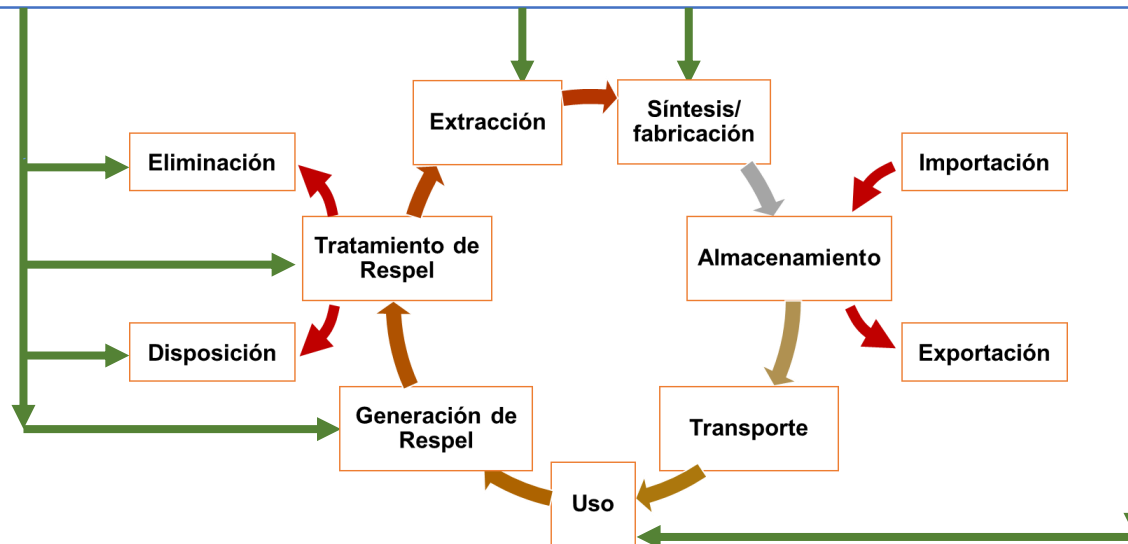 Extracción
Síntesis/
fabricación
Eliminación
Importación
Tratamiento de
Respel
Almacenamiento
Disposición
Exportación
Generación de
Respel
Transporte
Uso